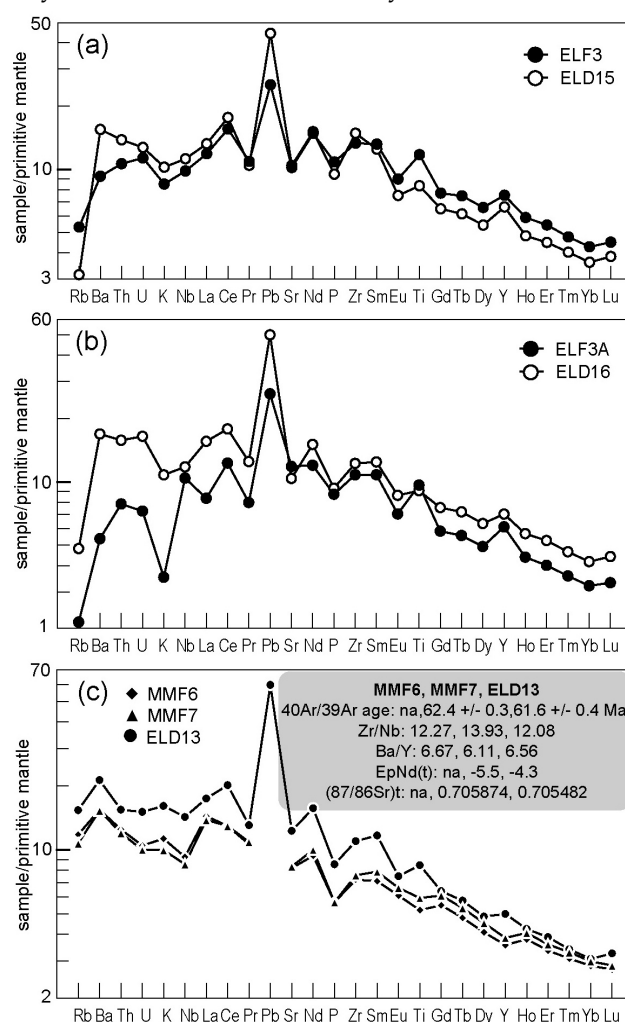 50
(a)
ELF3
ELD15
sample/primitive mantle
10
3
Rb Ba Th U K Nb La Ce Pr Pb Sr Nd P Zr Sm Eu Ti Gd Tb Dy Y Ho Er Tm Yb Lu
60
(b)
ELF3A
ELD16
sample/primitive mantle
10
1
Rb Ba Th U K Nb La Ce Pr Pb Sr Nd P Zr Sm Eu Ti Gd Tb Dy Y Ho Er Tm Yb Lu
70
(c)
MMF6
MMF7
ELD13
MMF6, MMF7, ELD13
40Ar/39Ar age: na,62.4 +/- 0.3,61.6 +/- 0.4 Ma
Zr/Nb: 12.27, 13.93, 12.08
Ba/Y: 6.67, 6.11, 6.56
EpNd(t): na, -5.5, -4.3
(87/86Sr)t: na, 0.705874, 0.705482
sample/primitive mantle
10
2
Rb Ba Th U K Nb La Ce Pr Pb Sr Nd P Zr Sm Eu Ti Gd Tb Dy Y Ho Er Tm Yb Lu